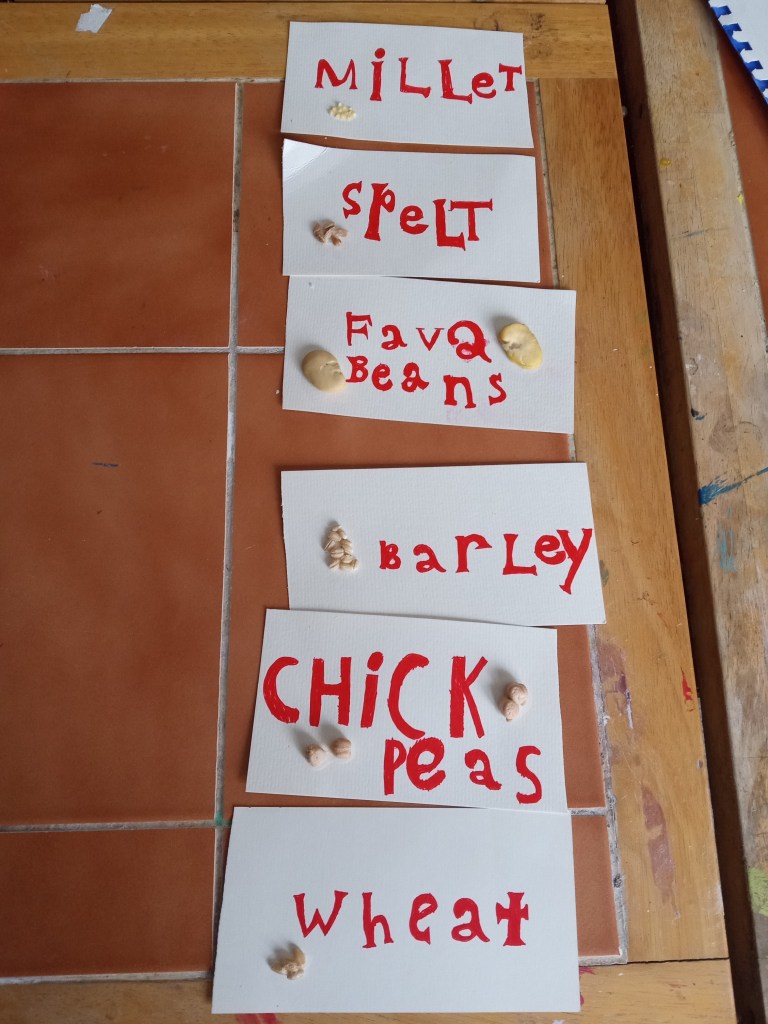 MiLLeT
SPeLT
Fava
Beans
BarLey
CHiCK
Peas
Wheat